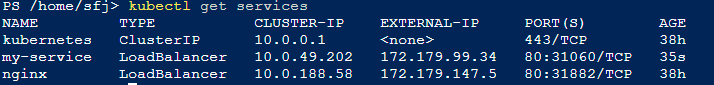 PS /home/sfj> kubectl get services
NAME TYPE CLUSTER-IP EXTERNAL-IP PORT(S) AGE
kubernetes ClusterIP 10.0.0.1 <none> 443/TCP 38h
my-service LoadBalancer 10.0.49.202 172.179.99.34 80:31060/TCP 35s
nginx LoadBalancer 10.0.188.58 172.179.147.5 80:31882/TCP 38h